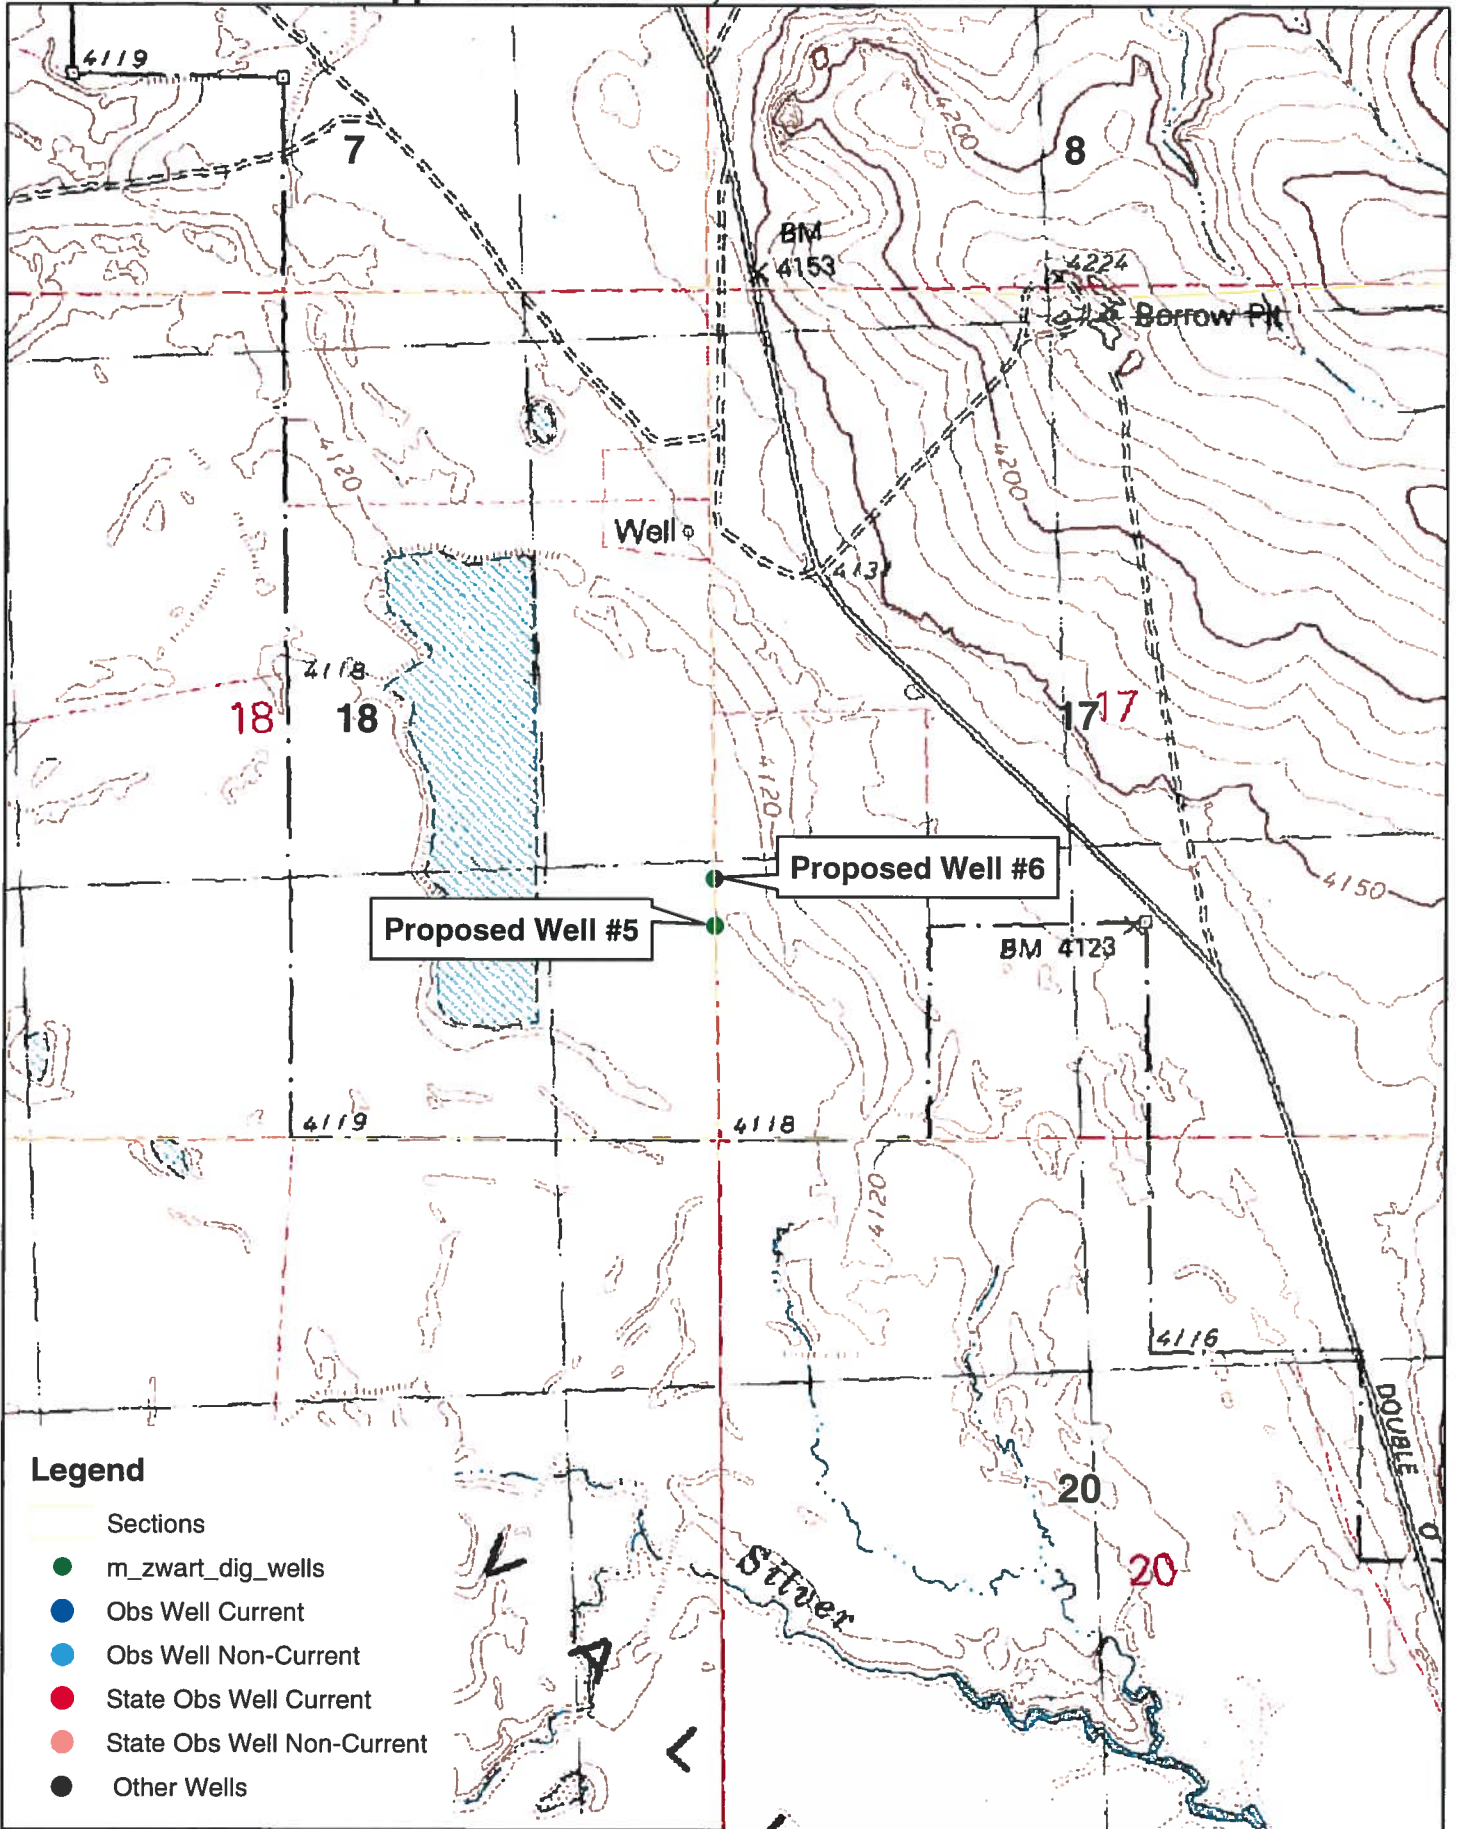 4119
7
8
4200
BM
4153
4224
Borrow Pit
4120
4200
Well
4131
4118
18
18
17
17
4120
Proposed Well #6
4150
Proposed Well #5
BM 4123
4119
4118
4120
4116
DOUBLE
O
20
20
Silver
V
A
<
Legend
Sections
m_zwart_dig_wells
Obs Well Current
Obs Well Non-Current
State Obs Well Current
State Obs Well Non-Current
Other Wells